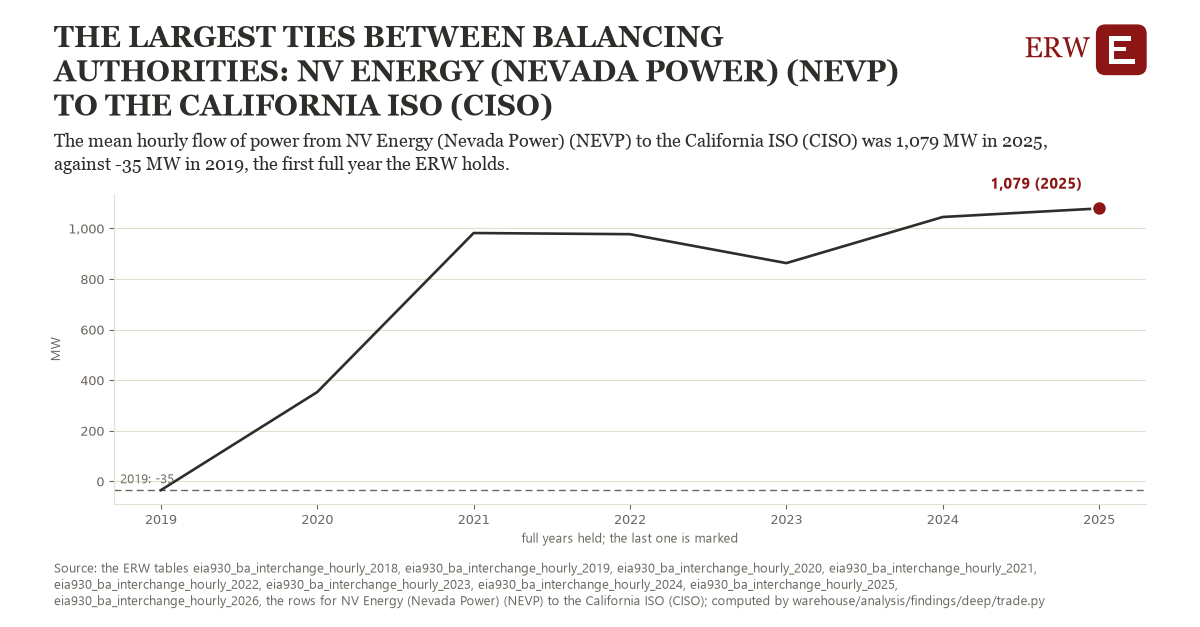 THE LARGEST TIES BETWEEN BALANCING
AUTHORITIES: NV ENERGY (NEVADA POWER) (NEVP)
TO THE CALIFORNIA ISO (CISO)
ERW E
The mean hourly flow of power from NV Energy (Nevada Power) (NEVP) to the California ISO (CISO) was 1,079 MW in 2025,
against -35 MW in 2019, the first full year the ERW holds.
1,079 (2025)
1,000
800
600
400
200
0
MW
2019: -35
2019 2020 2021 2022 2023 2024 2025
full years held; the last one is marked
Source: the ERW tables eia930_ba_interchange_hourly_2018, eia930_ba_interchange_hourly_2019, eia930_ba_interchange_hourly_2020, eia930_ba_interchange_hourly_2021,
eia930_ba_interchange_hourly_2022, eia930_ba_interchange_hourly_2023, eia930_ba_interchange_hourly_2024, eia930_ba_interchange_hourly_2025,
eia930_ba_interchange_hourly_2026, the rows for NV Energy (Nevada Power) (NEVP) to the California ISO (CISO); computed by warehouse/analysis/findings/deep/trade.py